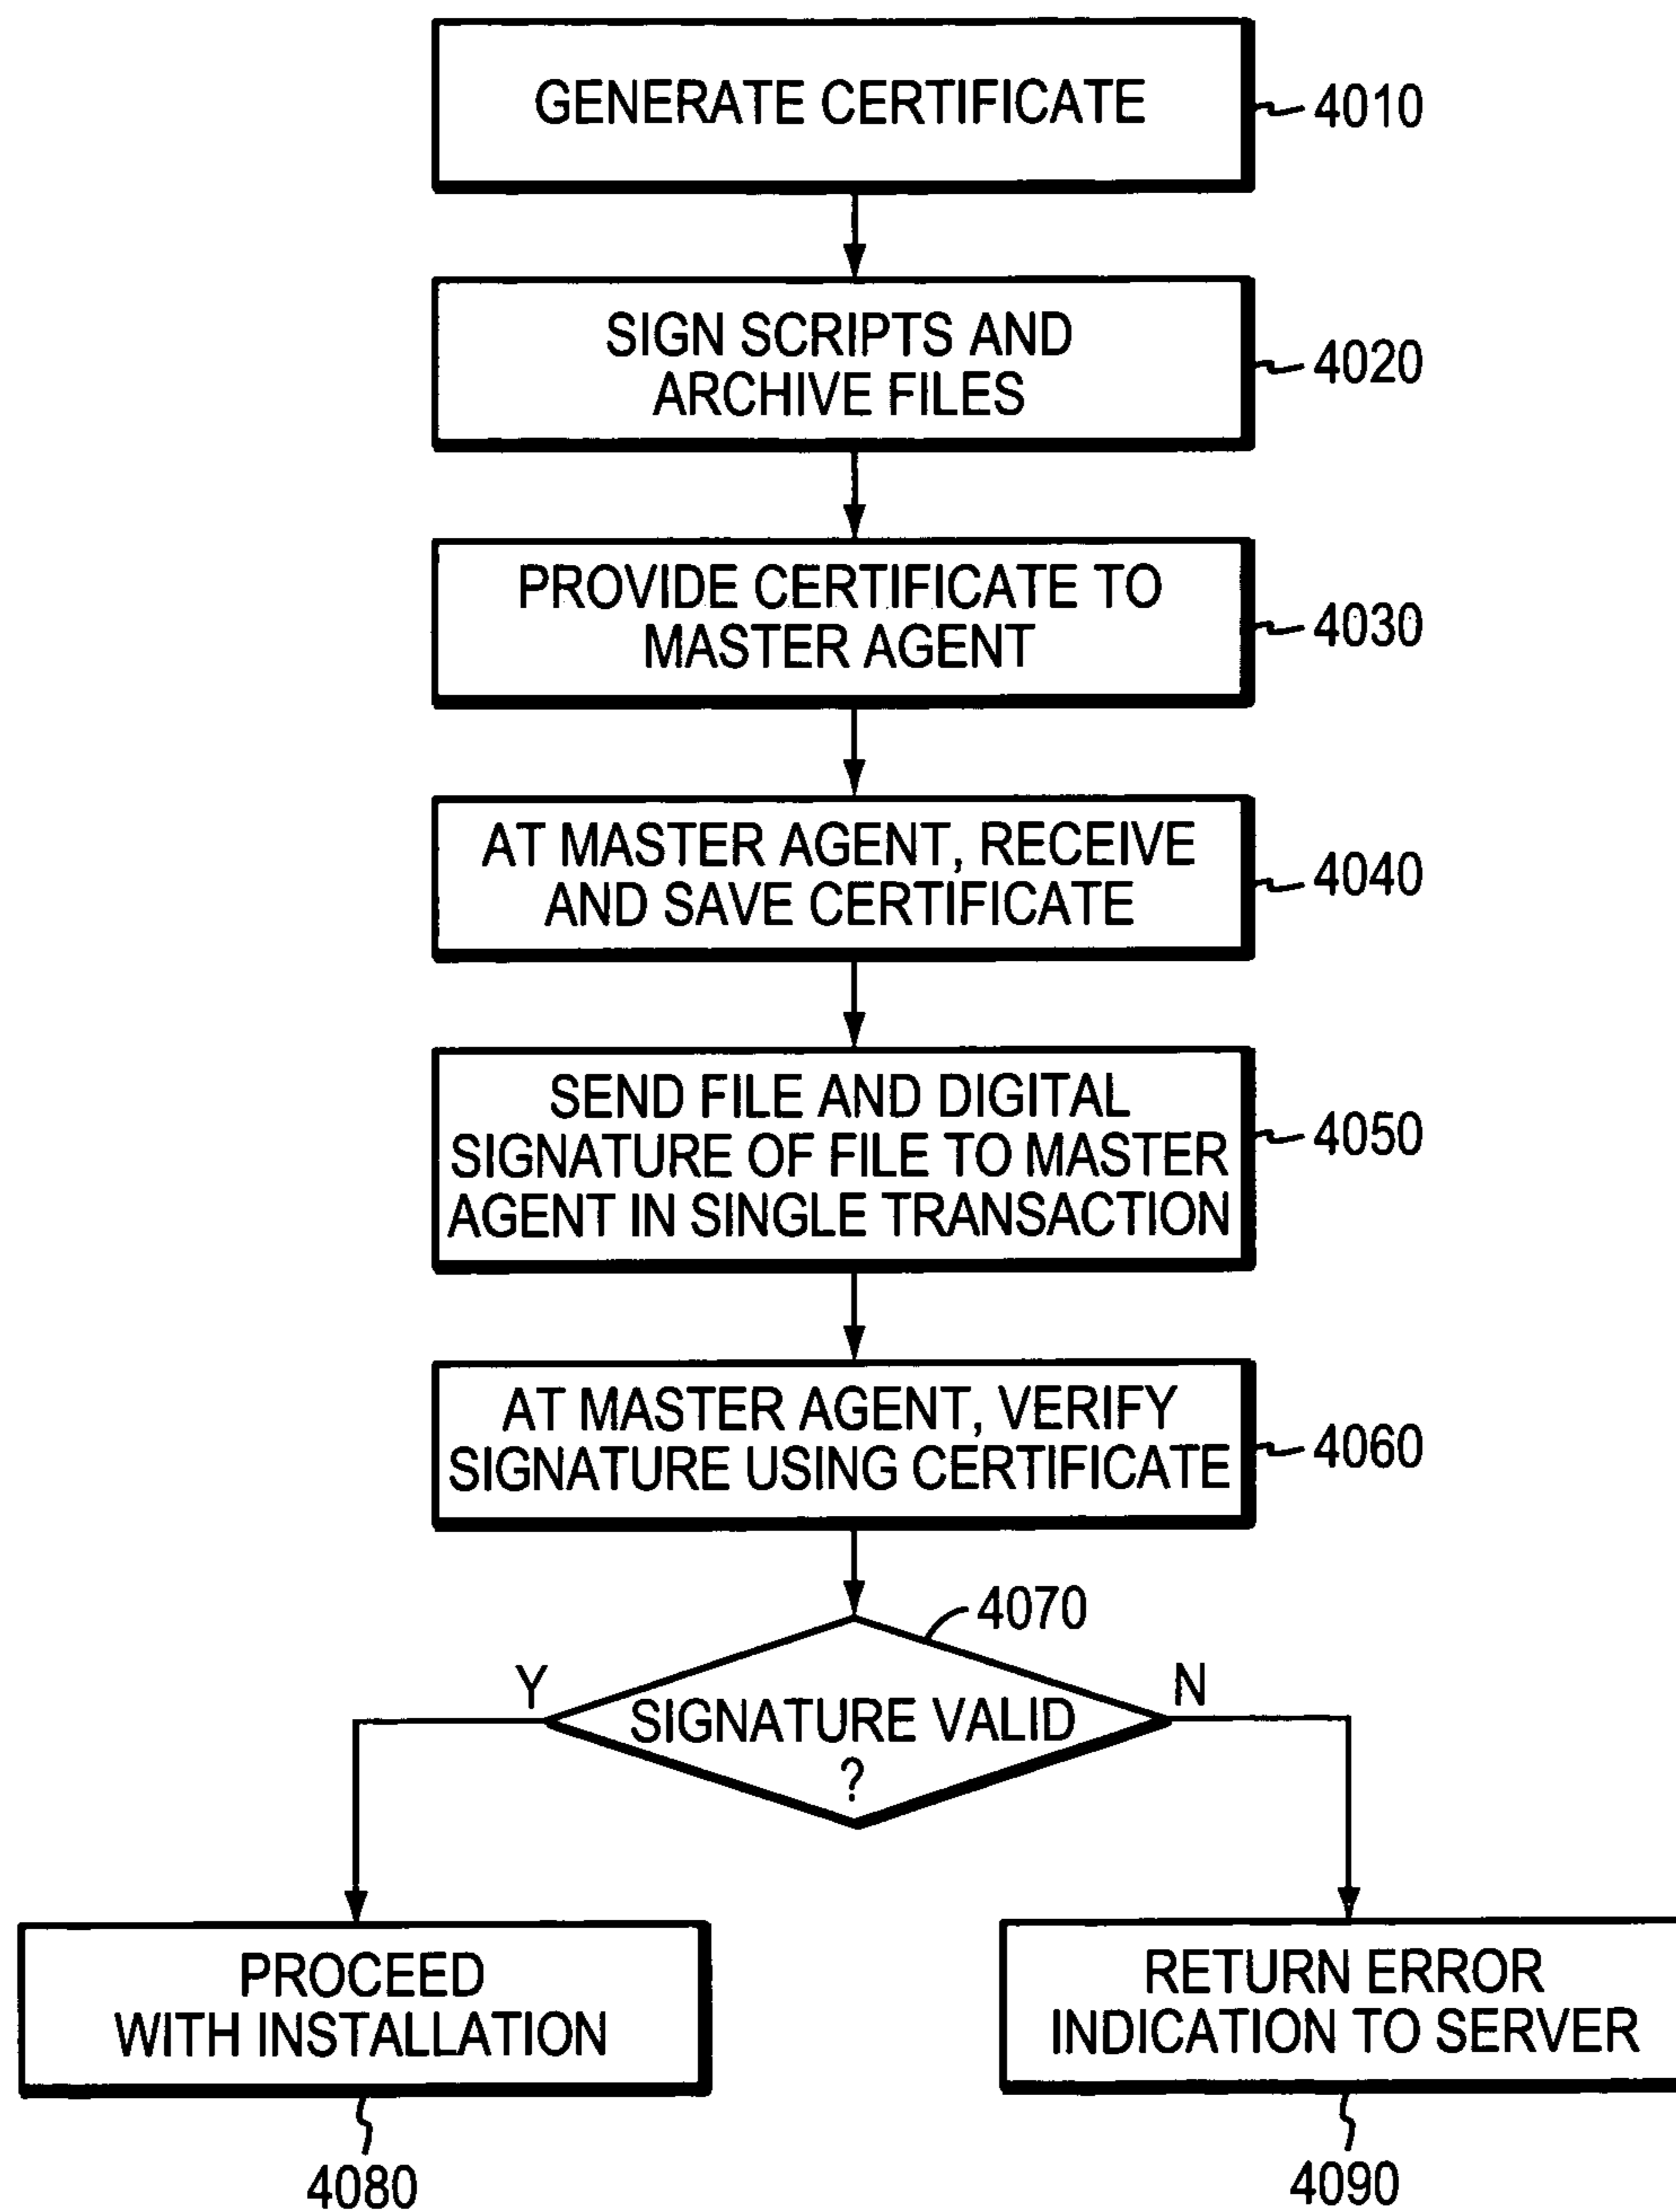 GENERATE CERTIFICATE
4010
SIGN SCRIPTS AND
ARCHIVE FILES
4020
PROVIDE CERTIFICATE TO
MASTER AGENT
4030
AT MASTER AGENT, RECEIVE
AND SAVE CERTIFICATE
4040
SEND FILE AND DIGITAL
SIGNATURE OF FILE TO MASTER
AGENT IN SINGLE TRANSACTION
4050
AT MASTER AGENT, VERIFY
SIGNATURE USING CERTIFICATE
4060
4070
Y
N
SIGNATURE VALID
?
PROCEED
WITH INSTALLATION
4080
RETURN ERROR
INDICATION TO SERVER
4090